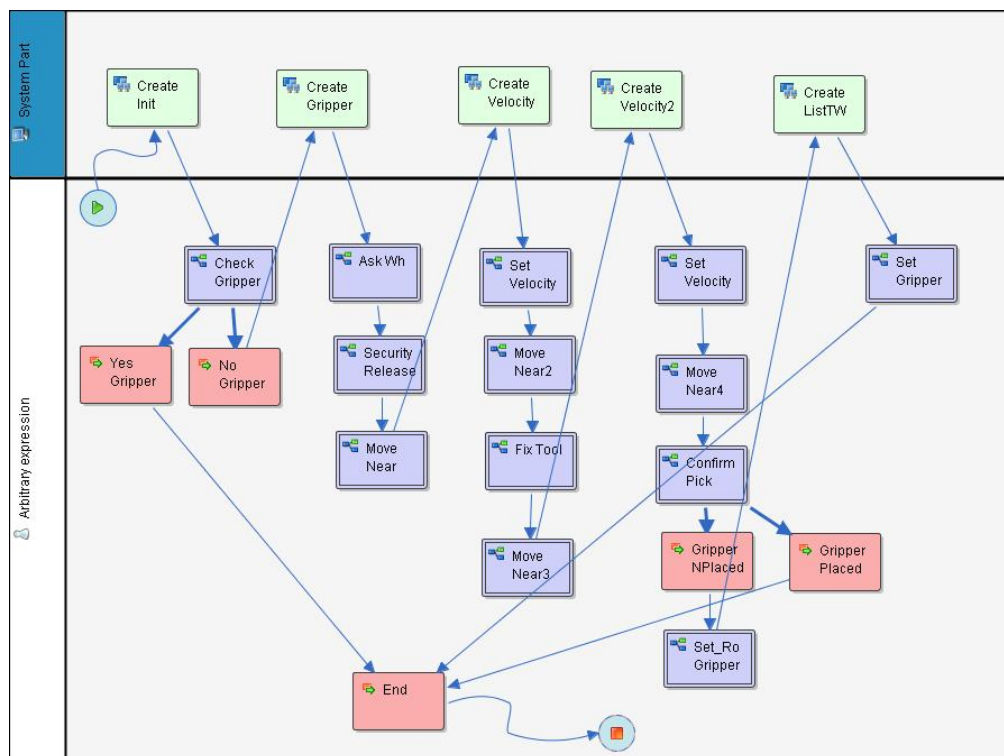 System Part
Create
Init
Create
Gripper
Create
Velocity
Create
Velocity2
Create
ListTW
Arbitrary expression
Check
Gripper
Ask Wh
Set
Velocity
Set
Velocity
Set
Gripper
Yes
Gripper
No
Gripper
Security
Release
Move
Near2
Move
Near4
Move
Near
Fix Tool
Confirm
Pick
Move
Near3
Gripper
NPlaced
Gripper
Placed
Set_Ro
Gripper
End